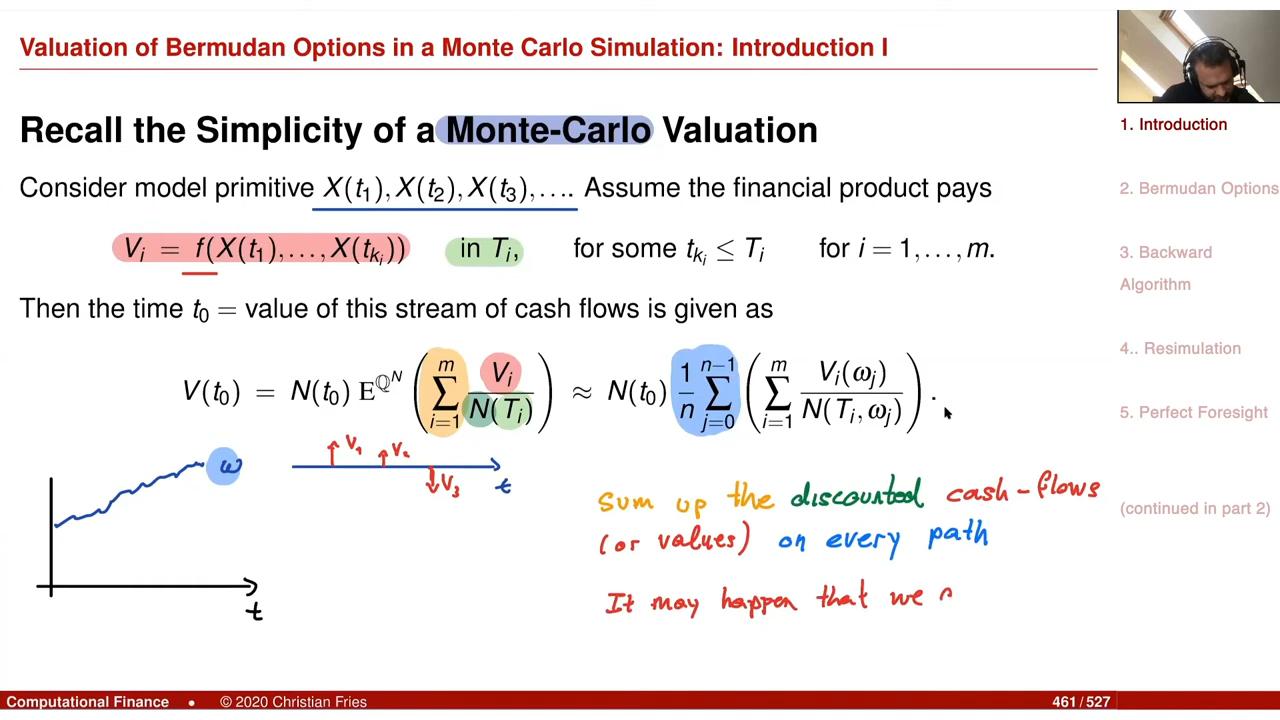 Valuation of Bermudan Options in a Monte Carlo Simulation: Introduction I
Recall the Simplicity of a Monte-Carlo Valuation
Consider model primitive X(t₁), X(t₂), X(t₃), …. Assume the financial product pays
Vᵢ = f(X(t₁),…,X(t_{kᵢ})) in Tᵢ, for some t_{kᵢ} ≤ Tᵢ for i = 1,…,m.
Then the time t₀ = value of this stream of cash flows is given as
V(t₀) = N(t₀) E^{ℚ^N} ( ∑_{i=1}^{m} Vᵢ / N(Tᵢ) ) ≈ N(t₀) 1/n ∑_{j=0}^{n−1} ( ∑_{i=1}^{m} Vᵢ(ωⱼ) / N(Tᵢ,ωⱼ) ).
ω
t
V₁
V₂
V₃
t
Sum up the discounted cash-flows
(or values) on every path
It may happen that we
1. Introduction
2. Bermudan Options
3. Backward
Algorithm
4.. Resimulation
5. Perfect Foresight
(continued in part 2)
Computational Finance • © 2020 Christian Fries 461/527